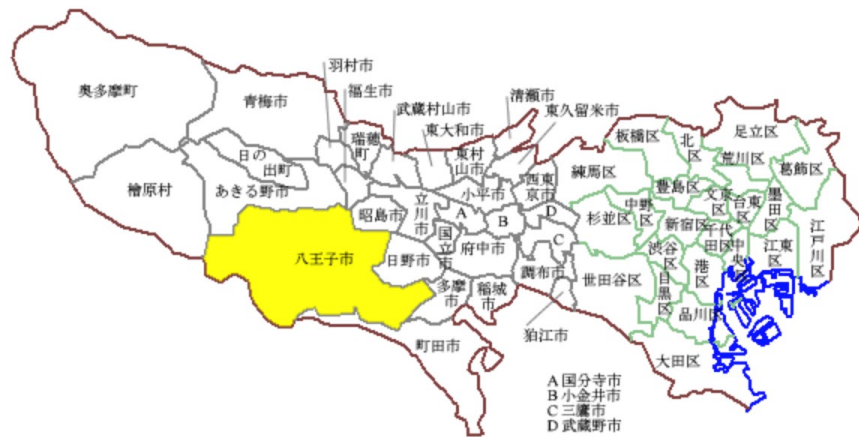 奥多摩町
青梅市
羽村市
福生市
瑞穂町
武蔵村山市
東大和市
東村山市
清瀬市
東久留米市
檜原村
日の出町
あきる野市
昭島市
立川市
小平市
西東京市
A
B
D
C
国立市
府中市
八王子市
日野市
多摩市
稲城市
調布市
狛江市
町田市
板橋区
北区
足立区
練馬区
荒川区
葛飾区
豊島区
文京区
台東区
墨田区
杉並区
中野区
新宿区
千代田区
江戸川区
渋谷区
中央区
江東区
港区
世田谷区
目黒区
品川区
大田区
A 国分寺市
B 小金井市
C 三鷹市
D 武蔵野市